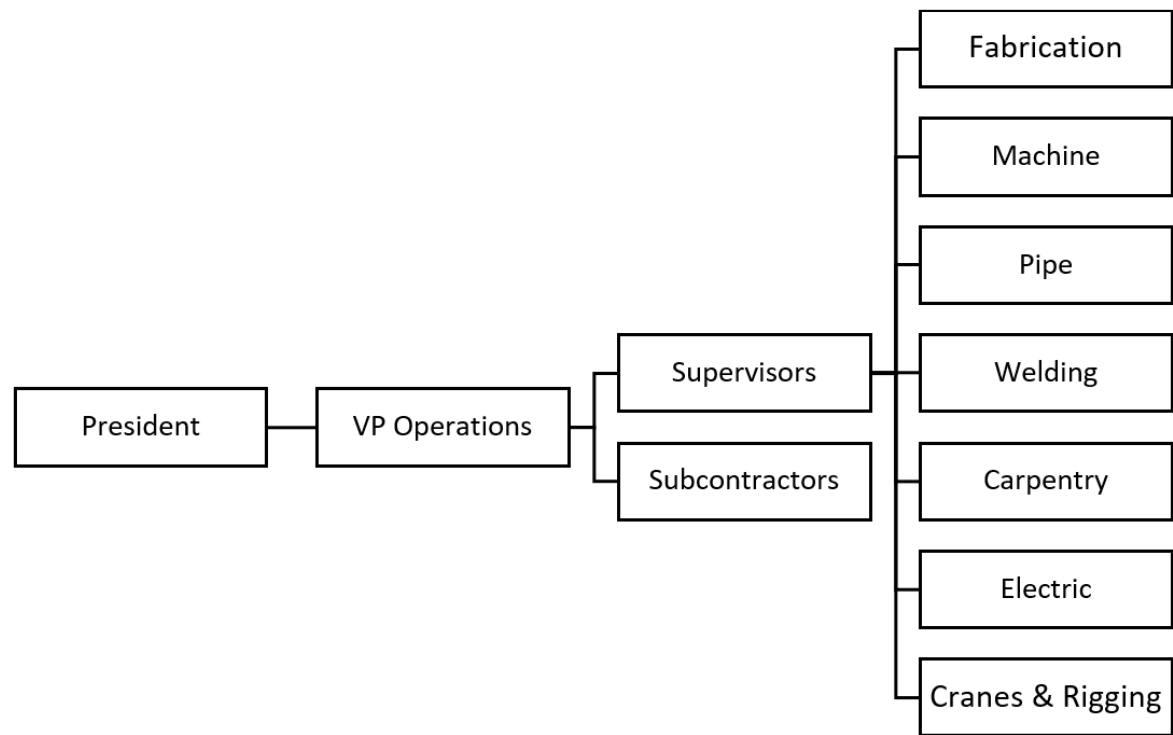 President
VP Operations
Supervisors
Subcontractors
Fabrication
Machine
Pipe
Welding
Carpentry
Electric
Cranes & Rigging